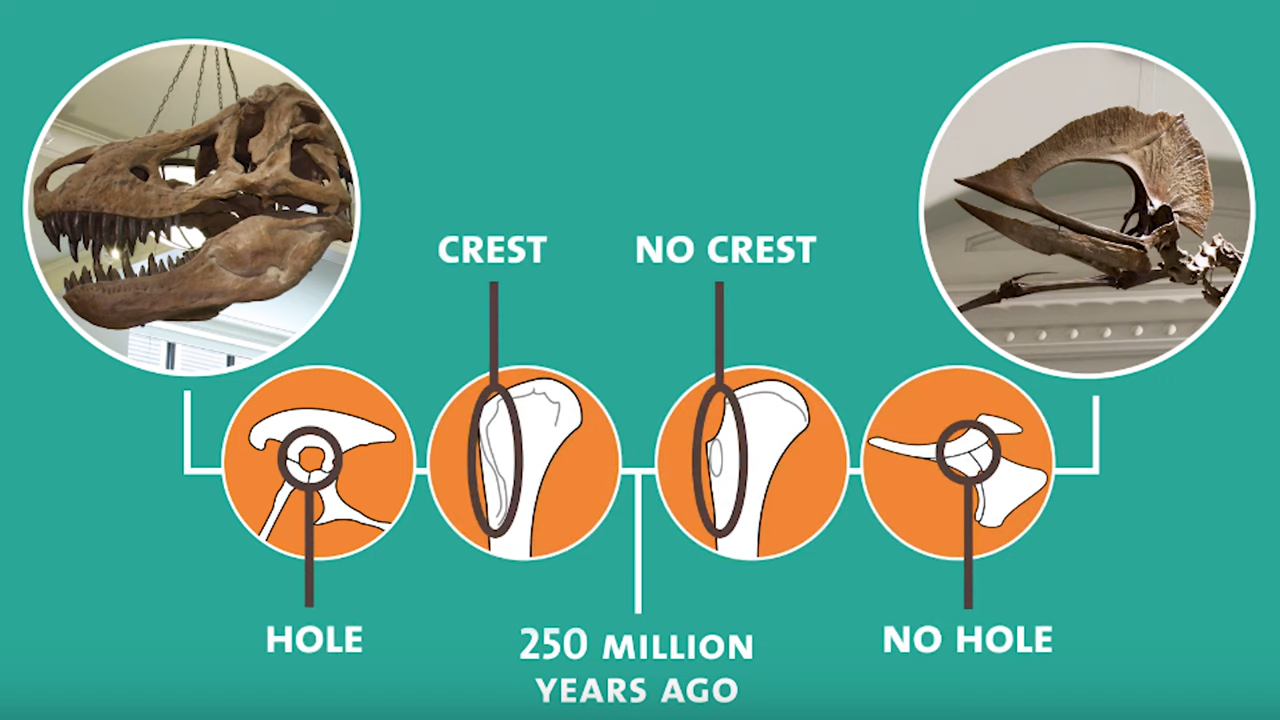 CREST
NO CREST
HOLE
250 MILLION
YEARS AGO
NO HOLE